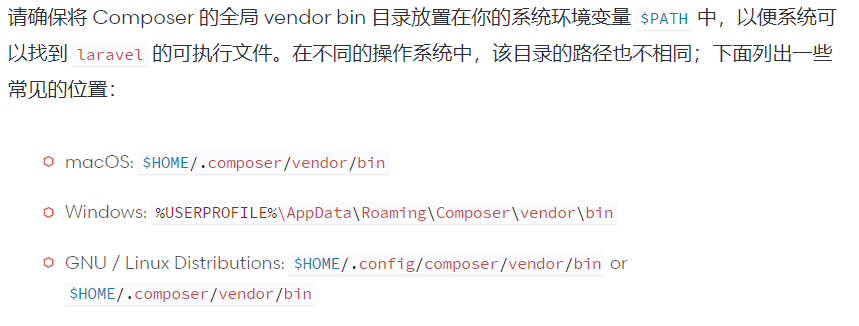 请确保将 Composer 的全局 vendor bin 目录放置在你的系统环境变量 $PATH 中，以便系统可
以找到 laravel 的可执行文件。在不同的操作系统中，该目录的路径也不相同；下面列出一些
常见的位置：
macOS: $HOME/.composer/vendor/bin
Windows: %USERPROFILE%\AppData\Roaming\Composer\vendor\bin
GNU / Linux Distributions: $HOME/.config/composer/vendor/bin or
$HOME/.composer/vendor/bin